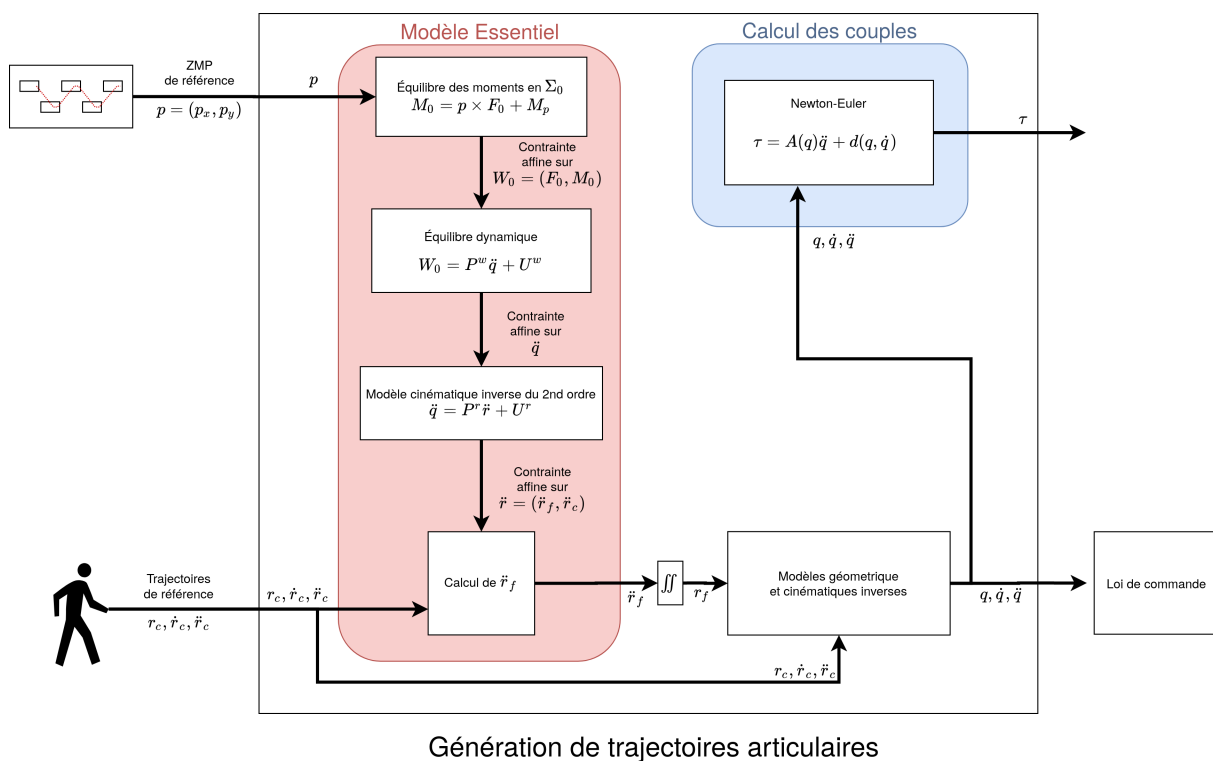 Modèle Essentiel
Calcul des couples
ZMP
de référence
p = (p_x, p_y)
p
Équilibre des moments en Σ_0
M_0 = p × F_0 + M_p
Newton-Euler
τ = A(q)q̈ + d(q, q̇)
τ
Contrainte
affine sur
W_0 = (F_0, M_0)
Équilibre dynamique
W_0 = P^w q̈ + U^w
q, q̇, q̈
Contrainte
affine sur
q̈
Modèle cinématique inverse du 2nd ordre
q̈ = P^r r̈ + U^r
Contrainte
affine sur
r̈ = (r̈_f, r̈_c)
Trajectoires
de référence
r_c, ṙ_c, r̈_c
r_c, ṙ_c, r̈_c
Calcul de r̈_f
r̈_f
∬
r_f
Modèles géometrique
et cinématiques inverses
q, q̇, q̈
Loi de commande
r_c, ṙ_c, r̈_c
Génération de trajectoires articulaires